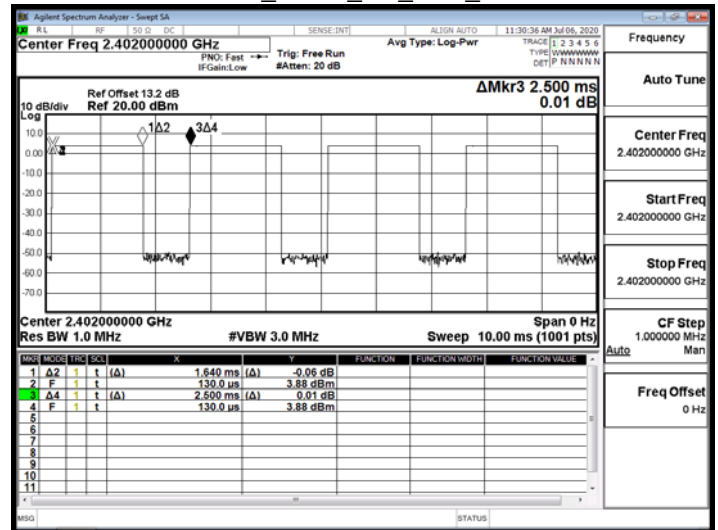 Agilent Spectrum Analyzer - Swept SA
RL RF 50 Ω DC SENSE:INT ALIGN AUTO 11:30:36 AM Jul 06, 2020
Center Freq 2.402000000 GHz
PNO: Fast
IFGain:Low
Trig: Free Run
#Atten: 20 dB
Avg Type: Log-Pwr
TRACE 1 2 3 4 5 6
TYPE WWWWWW
DET P N N N N N
Ref Offset 13.2 dB
10 dB/div Ref 20.00 dBm
ΔMkr3 2.500 ms
0.01 dB
Log
10.0
0.00
-10.0
-20.0
-30.0
-40.0
-50.0
-60.0
-70.0
1Δ2
3Δ4
Center 2.402000000 GHz Span 0 Hz
Res BW 1.0 MHz #VBW 3.0 MHz Sweep 10.00 ms (1001 pts)
MKR MODE TRC SCL X Y FUNCTION FUNCTION WIDTH FUNCTION VALUE
1 Δ2 1 t (Δ) 1.640 ms (Δ) -0.06 dB
2 F 1 t 130.0 µs 3.88 dBm
3 Δ4 1 t (Δ) 2.500 ms (Δ) 0.01 dB
4 F 1 t 130.0 µs 3.88 dBm
5
6
7
8
9
10
11
MSG STATUS
Frequency
Auto Tune
Center Freq
2.402000000 GHz
Start Freq
2.402000000 GHz
Stop Freq
2.402000000 GHz
CF Step
1.000000 MHz
Auto Man
Freq Offset
0 Hz